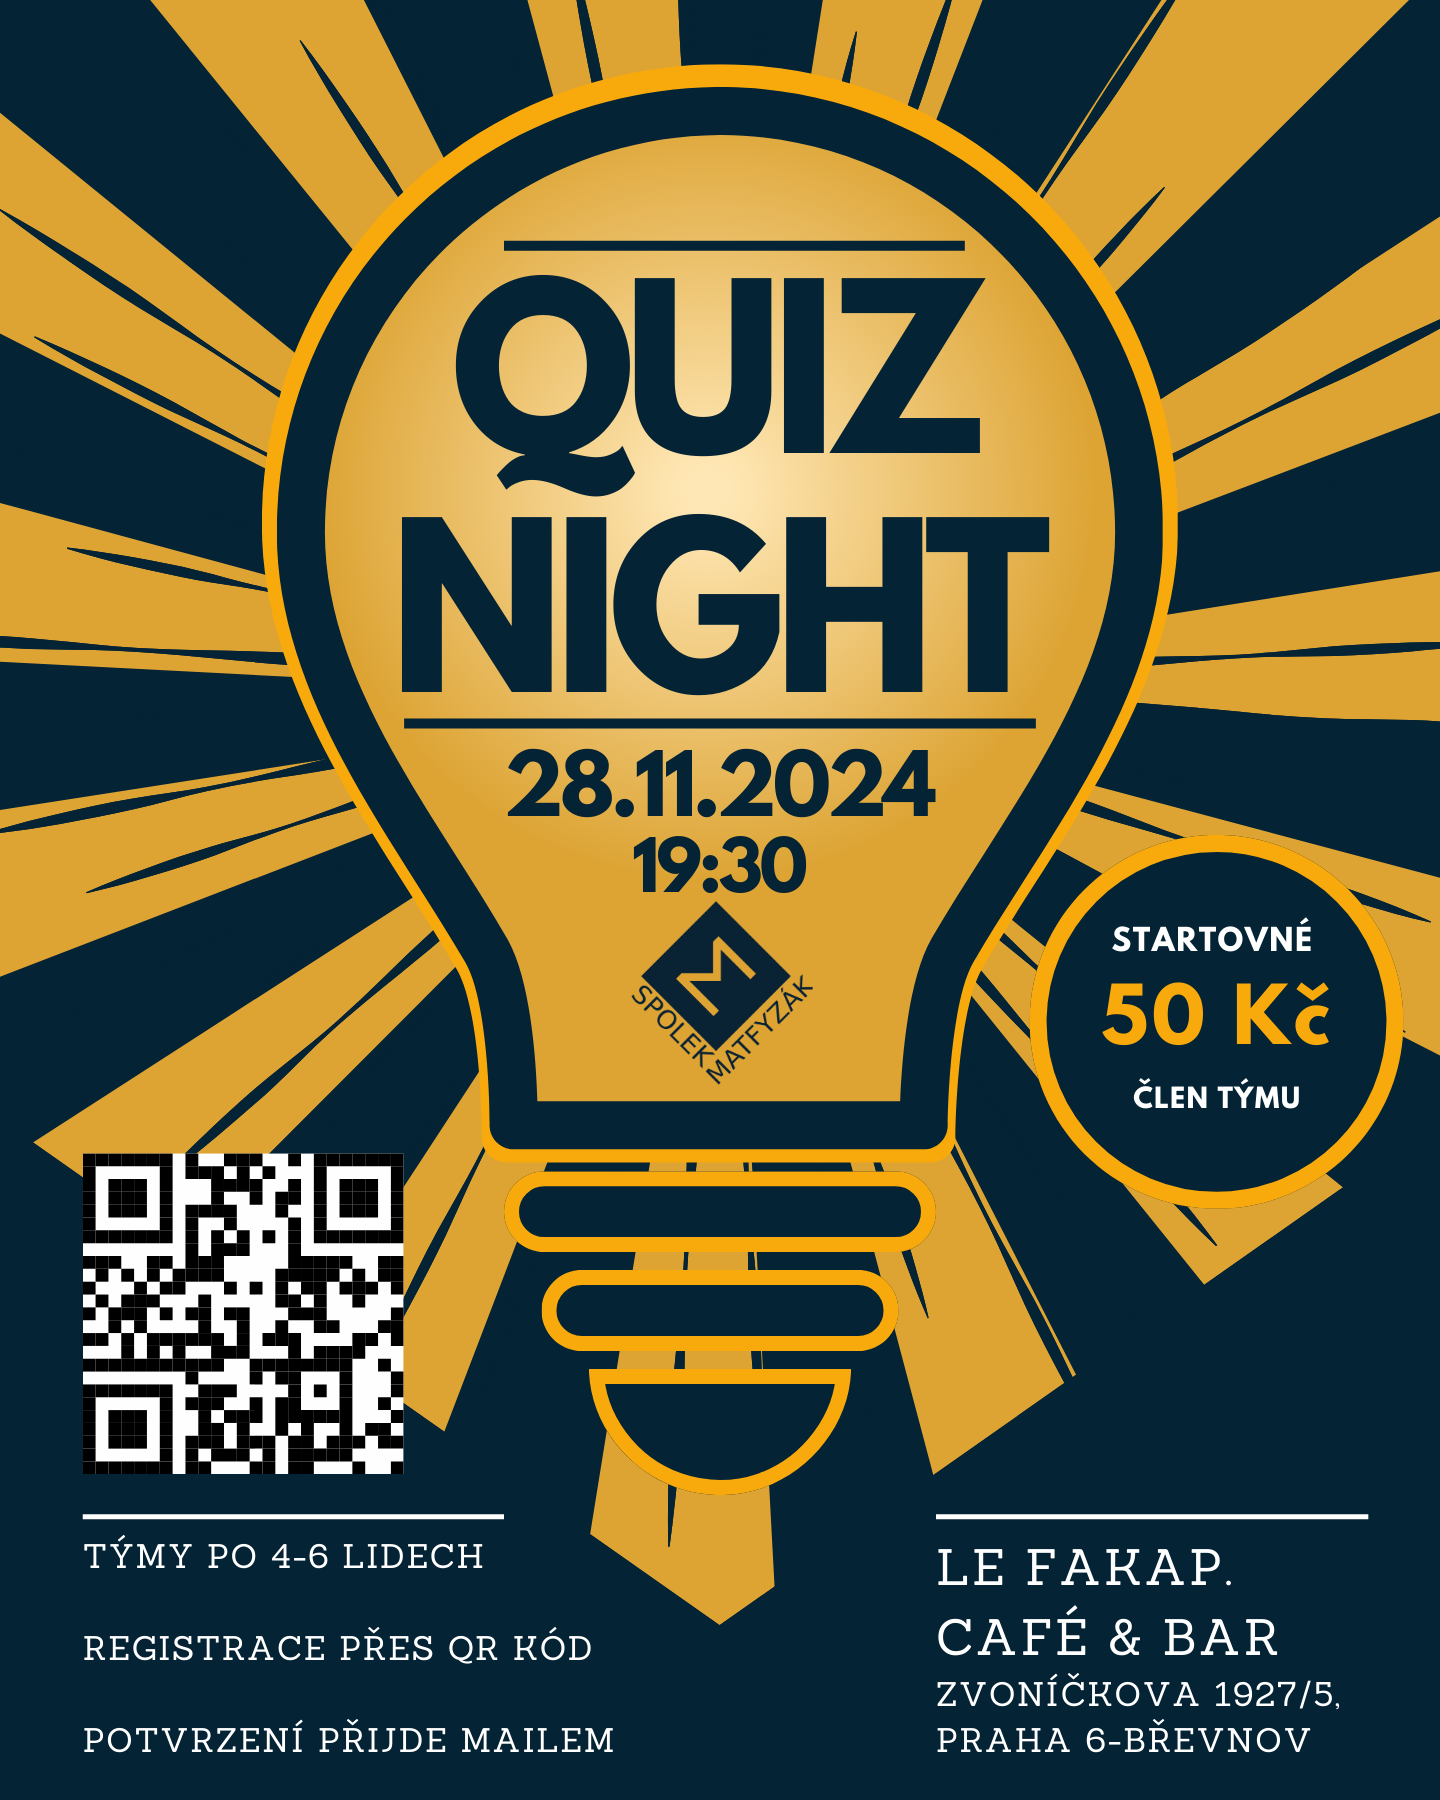 QUIZ
NIGHT
28.11.2024
19:30
M
SPOLEK
MATFYZÁK
STARTOVNÉ
50 Kč
ČLEN TÝMU
TÝMY PO 4-6 LIDECH
REGISTRACE PŘES QR KÓD
POTVRZENÍ PŘIJDE MAILEM
LE FAKAP.
CAFÉ & BAR
ZVONÍČKOVA 1927/5,
PRAHA 6-BŘEVNOV